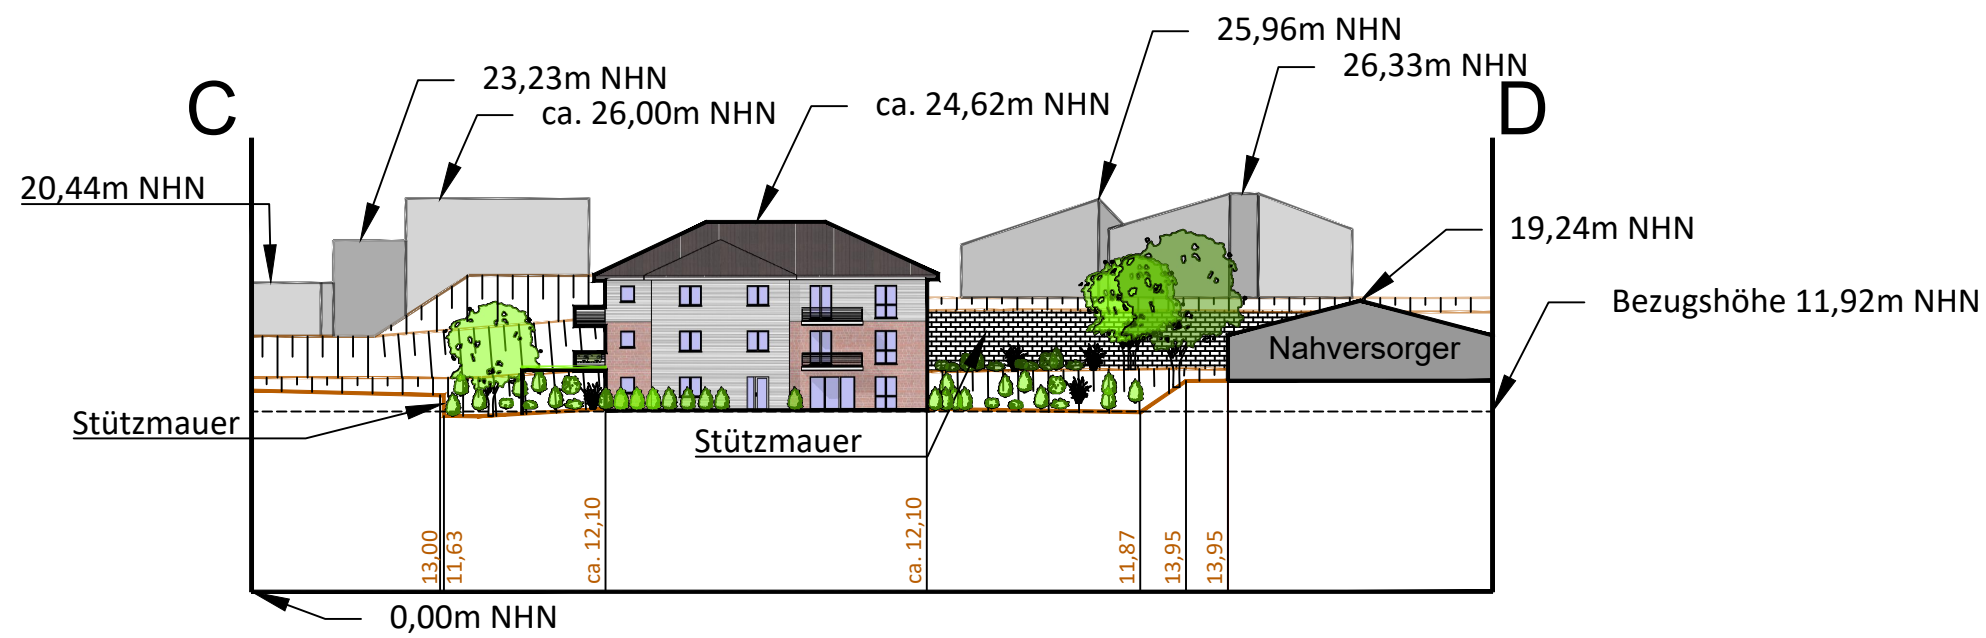 25,96m NHN
26,33m NHN
23,23m NHN
C
D
ca. 26,00m NHN
ca. 24,62m NHN
20,44m NHN
19,24m NHN
Bezugshöhe 11,92m NHN
Nahversorger
Stützmauer
Stützmauer
13,00
11,63
ca. 12,10
ca. 12,10
11,87
13,95
13,95
0,00m NHN